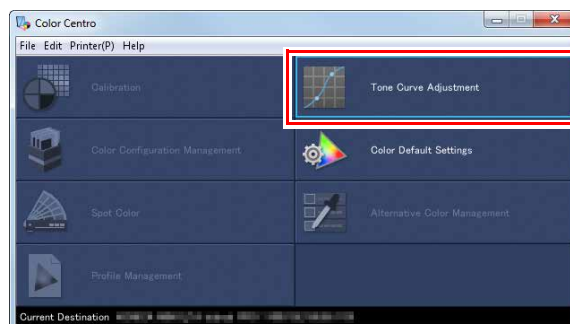 Color Centro
File Edit Printer(P) Help
Calibration
Tone Curve Adjustment
Color Configuration Management
Color Default Settings
Spot Color
Alternative Color Management
Profile Management
Current Destination